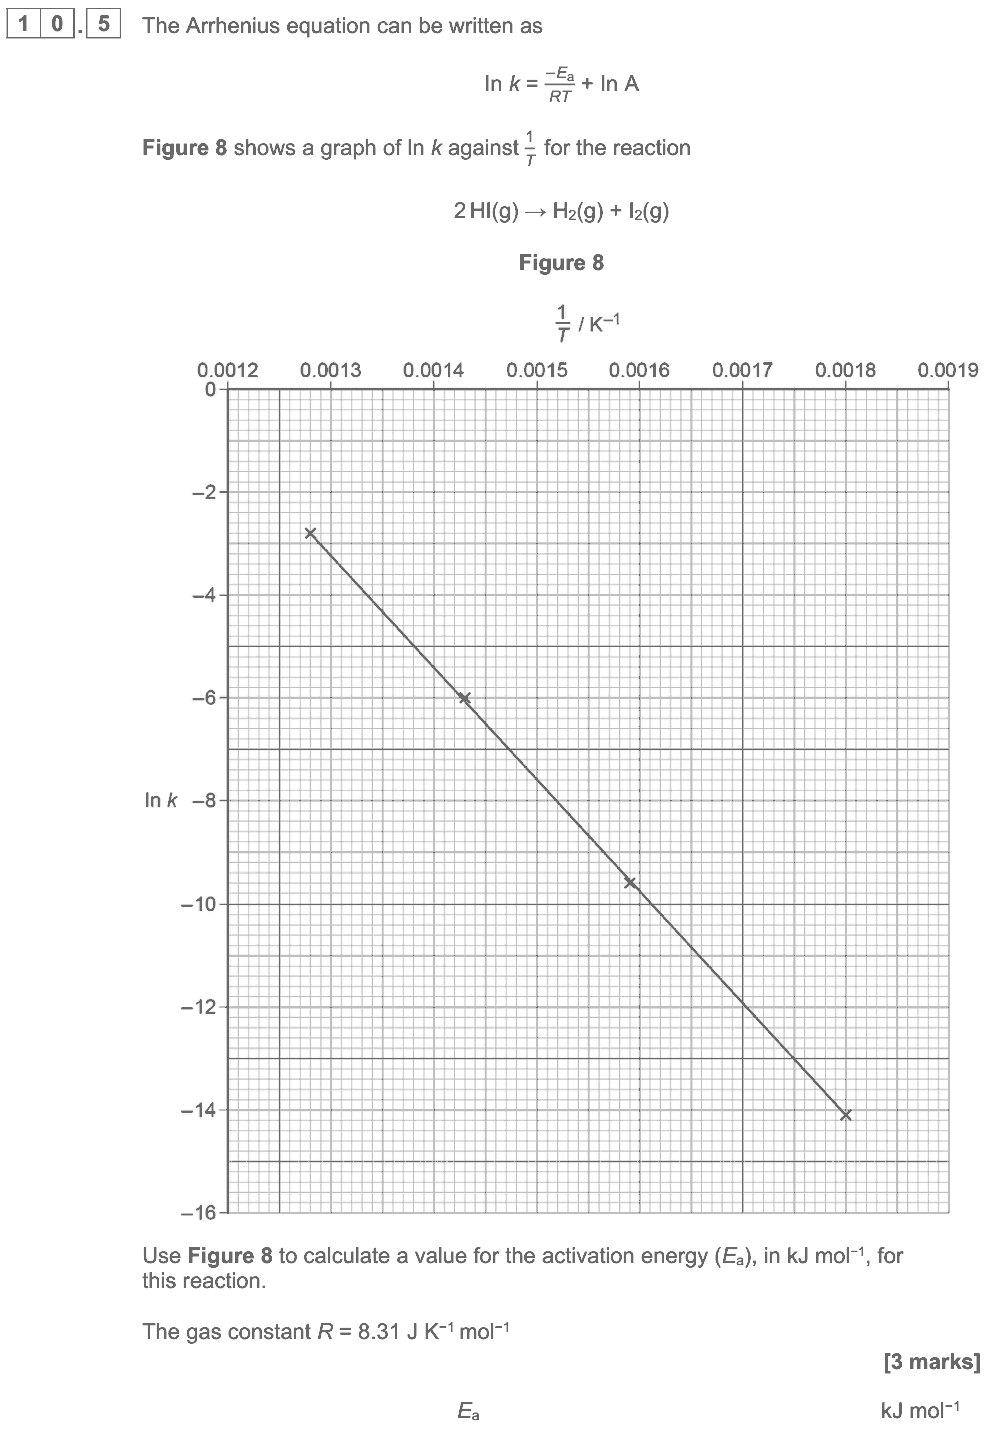 10.5 The Arrhenius equation can be written as
ln k = −Eₐ/RT + ln A
Figure 8 shows a graph of ln k against 1/T for the reaction
2 HI(g) → H₂(g) + I₂(g)
Figure 8
1/T / K⁻¹
0.0012 0.0013 0.0014 0.0015 0.0016 0.0017 0.0018 0.0019
0
−2
−4
−6
ln k −8
−10
−12
−14
−16
Use Figure 8 to calculate a value for the activation energy (Eₐ), in kJ mol⁻¹, for
this reaction.
The gas constant R = 8.31 J K⁻¹ mol⁻¹
[3 marks]
Eₐ kJ mol⁻¹